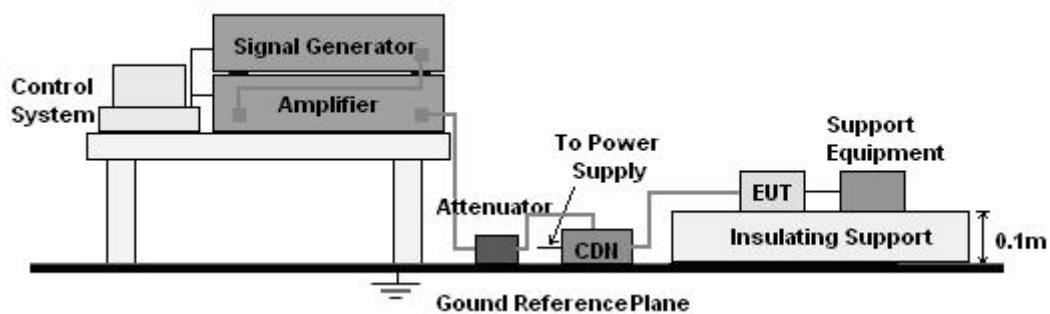 Signal Generator
Control
System
Amplifier
To Power
Supply
Support
Equipment
Attenuator
EUT
CDN
Insulating Support
0.1m
Gound Reference Plane